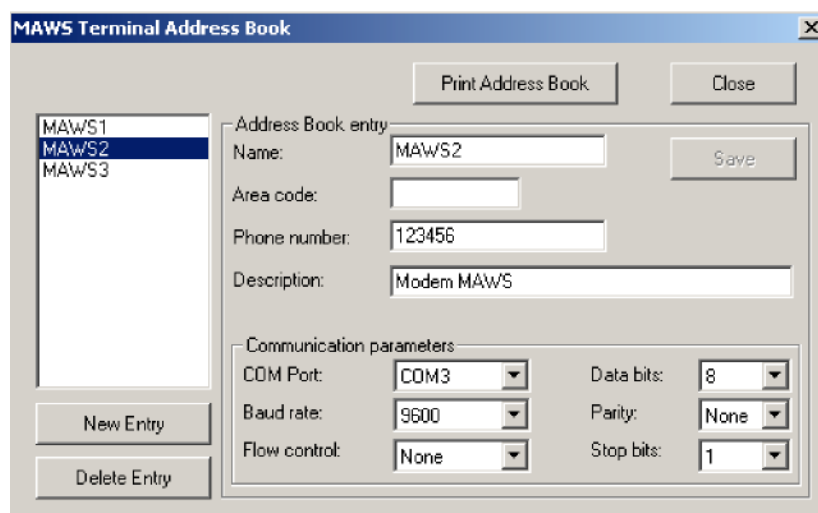 MAWS Terminal Address Book
Print Address Book
Close
MAWS1
MAWS2
MAWS3
Address Book entry
Name: MAWS2
Save
Area code:
Phone number: 123456
Description: Modem MAWS
Communication parameters
COM Port: COM3 Data bits: 8
Baud rate: 9600 Parity: None
Flow control: None Stop bits: 1
New Entry
Delete Entry